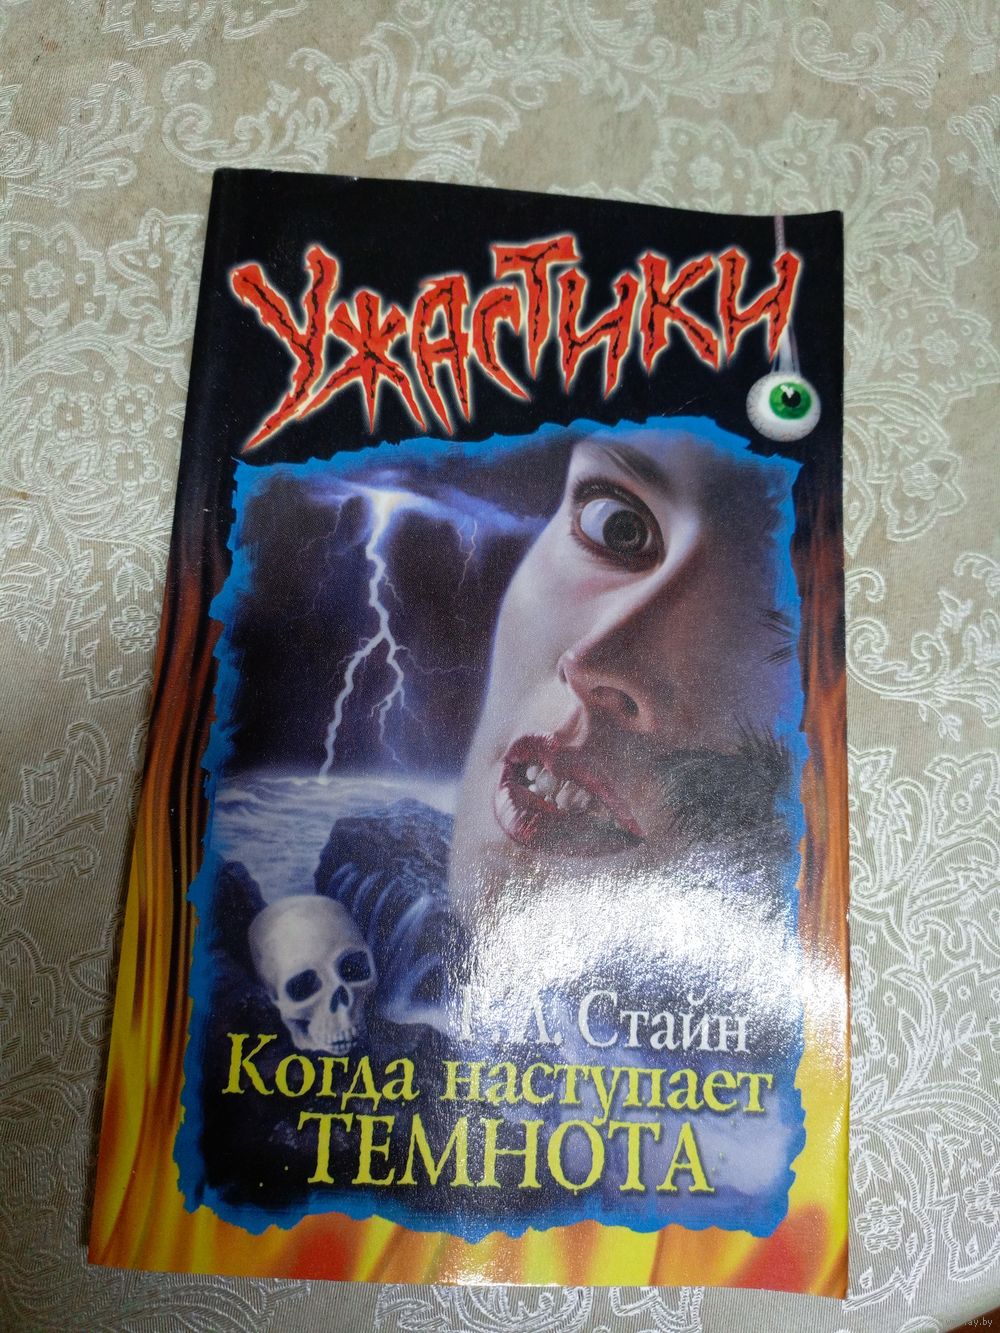 Ужастики
Г. Л. Стайн
Когда наступает
ТЕМНОТА